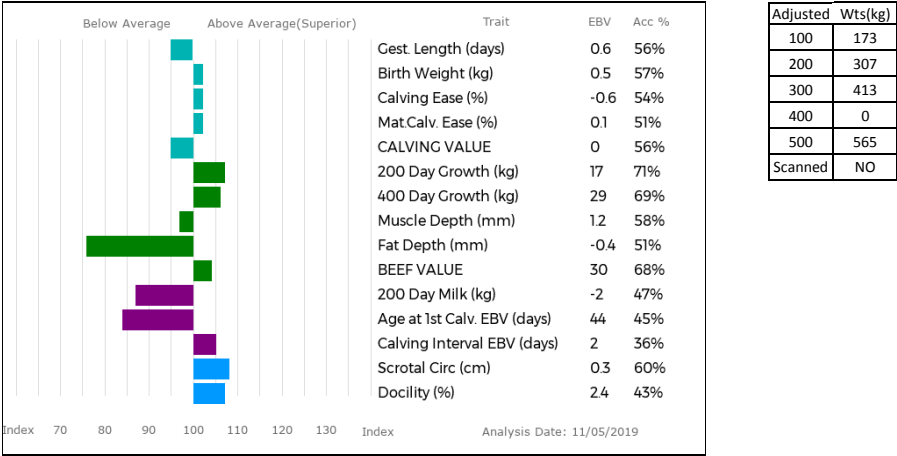 Below Average Above Average(Superior) Trait EBV Acc %
Gest. Length (days) 0.6 56%
Birth Weight (kg) 0.5 57%
Calving Ease (%) -0.6 54%
Mat.Calv. Ease (%) 0.1 51%
CALVING VALUE 0 56%
200 Day Growth (kg) 17 71%
400 Day Growth (kg) 29 69%
Muscle Depth (mm) 1.2 58%
Fat Depth (mm) -0.4 51%
BEEF VALUE 30 68%
200 Day Milk (kg) -2 47%
Age at 1st Calv. EBV (days) 44 45%
Calving Interval EBV (days) 2 36%
Scrotal Circ (cm) 0.3 60%
Docility (%) 2.4 43%
Index 70 80 90 100 110 120 130 Index Analysis Date: 11/05/2019
Adjusted Wts(kg)
100 173
200 307
300 413
400 0
500 565
Scanned NO